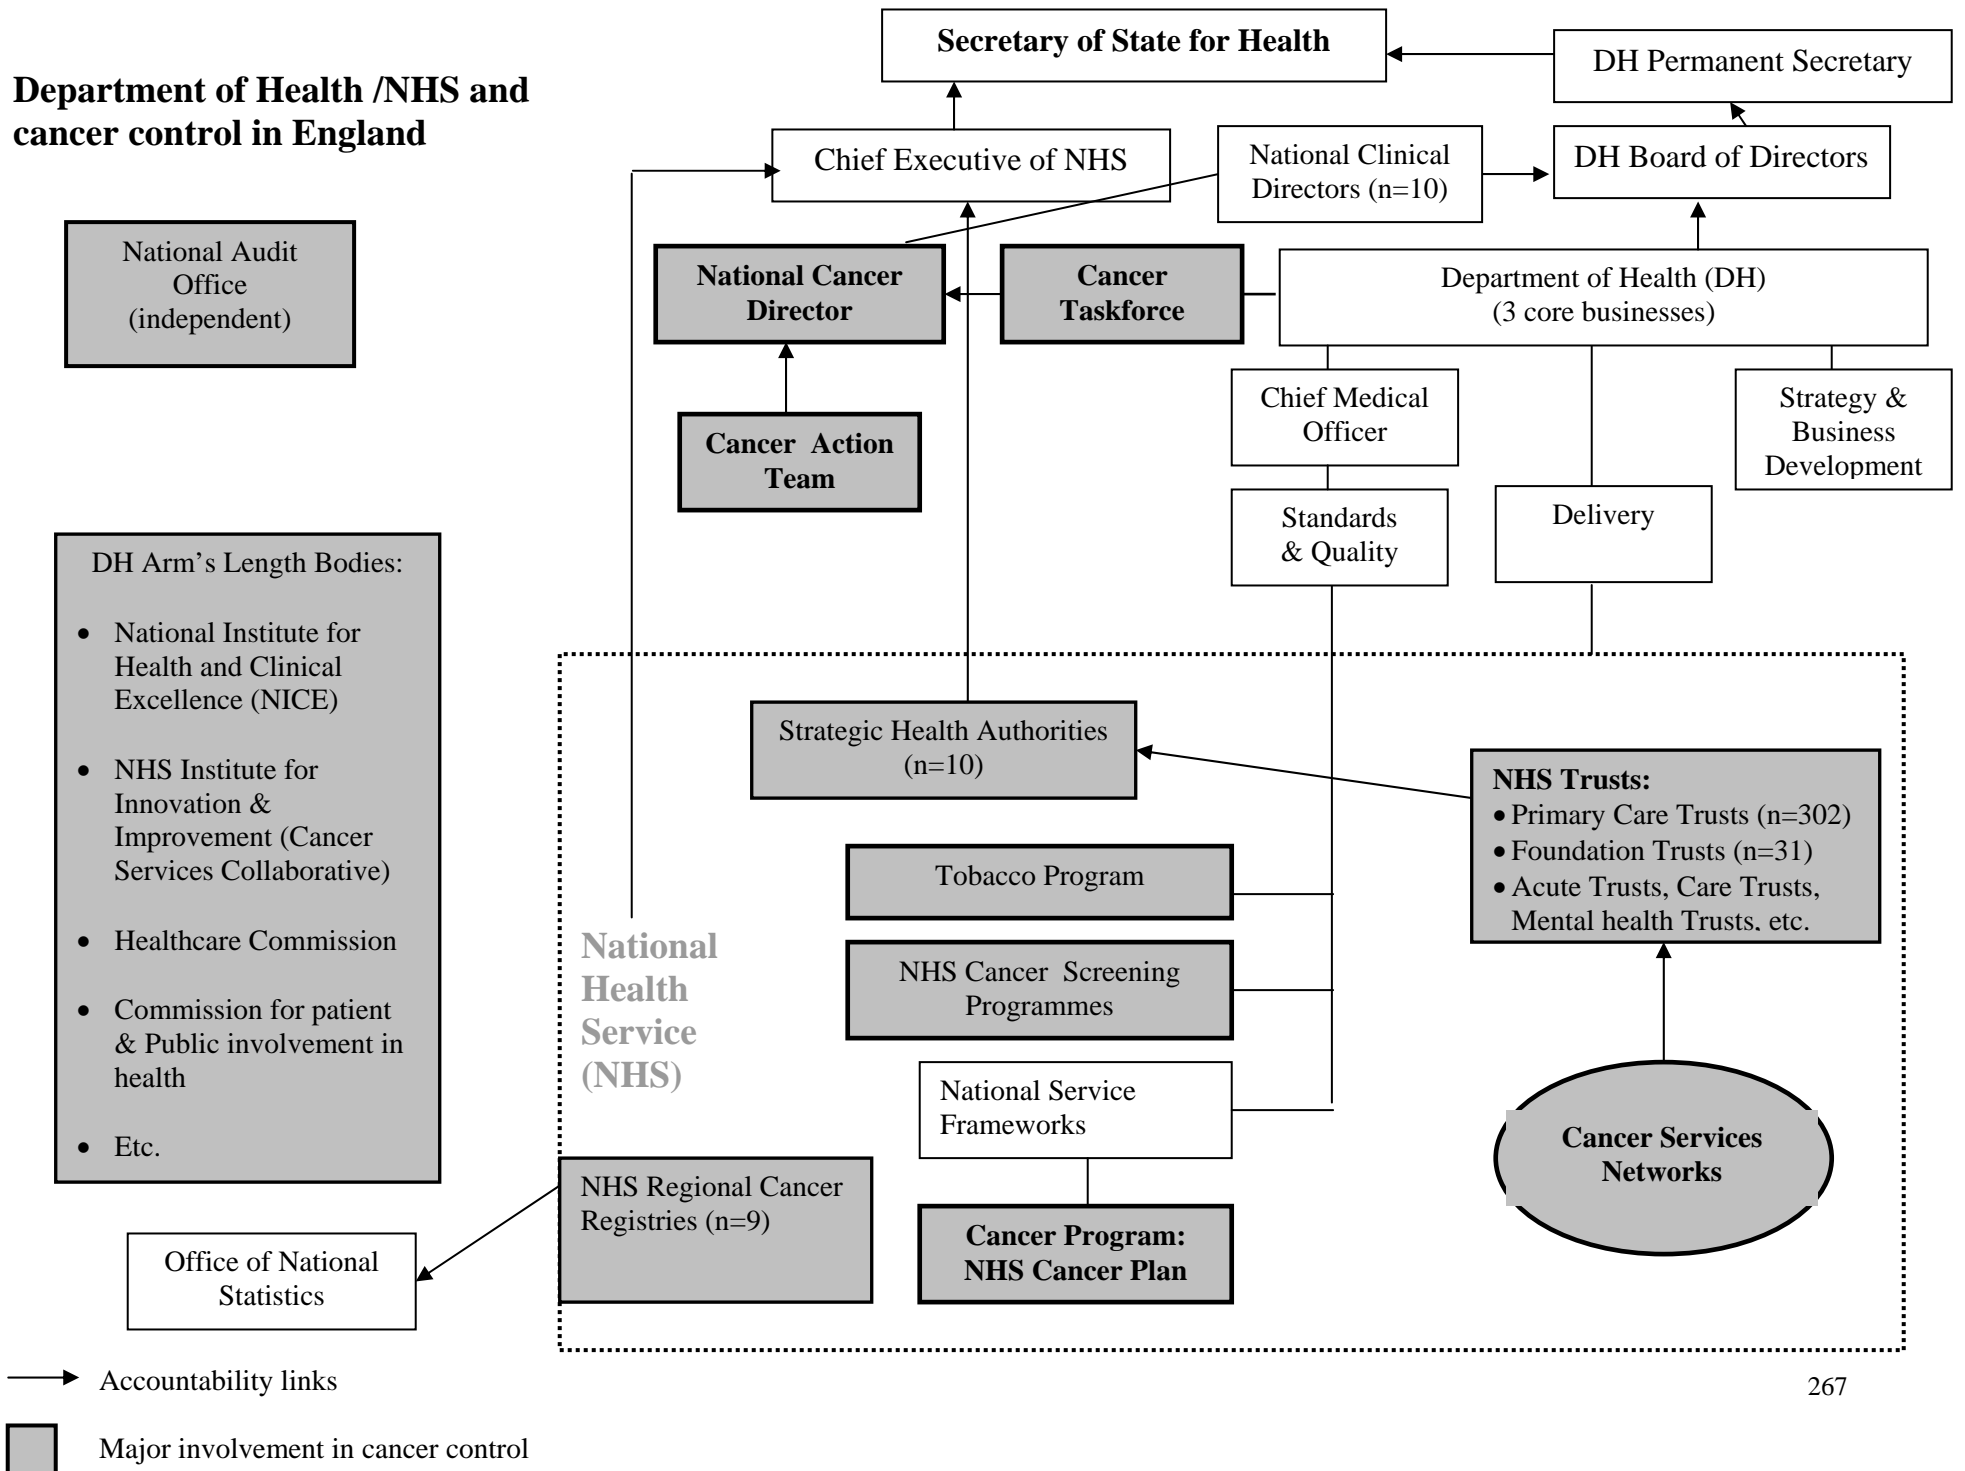 Department of Health /NHS and
cancer control in England
Secretary of State for Health
DH Permanent Secretary
Chief Executive of NHS
National Clinical
Directors (n=10)
DH Board of Directors
National Audit
Office
(independent)
National Cancer
Director
Cancer
Taskforce
Department of Health (DH)
(3 core businesses)
Chief Medical
Officer
Strategy &
Business
Development
Cancer  Action
Team
Standards
& Quality
Delivery
DH Arm’s Length Bodies:
• National Institute for
Health and Clinical
Excellence (NICE)
• NHS Institute for
Innovation &
Improvement (Cancer
Services Collaborative)
• Healthcare Commission
• Commission for patient
& Public involvement in
health
• Etc.
Strategic Health Authorities
(n=10)
NHS Trusts:
• Primary Care Trusts (n=302)
• Foundation Trusts (n=31)
• Acute Trusts, Care Trusts,
Mental health Trusts, etc.
Tobacco Program
National
Health
Service
(NHS)
NHS Cancer  Screening
Programmes
National Service
Frameworks
Cancer Services
Networks
NHS Regional Cancer
Registries (n=9)
Cancer Program:
NHS Cancer Plan
Office of National
Statistics
Accountability links
267
Major involvement in cancer control